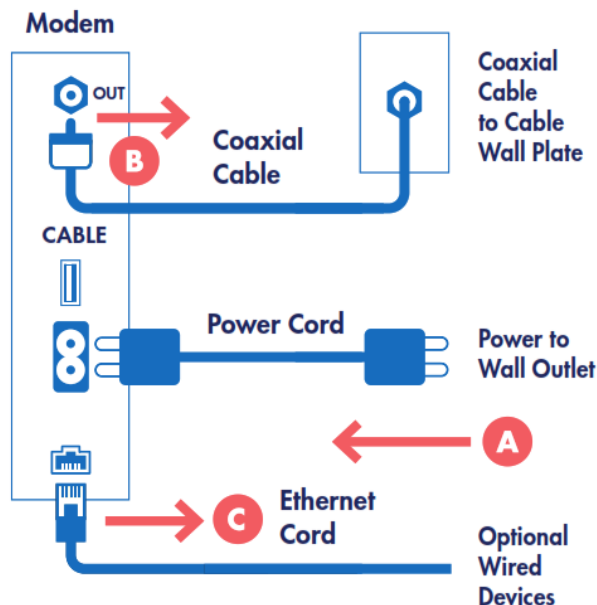 Modem
OUT
B
Coaxial
Cable
Coaxial
Cable
to Cable
Wall Plate
CABLE
Power Cord
Power to
Wall Outlet
A
C
Ethernet
Cord
Optional
Wired
Devices